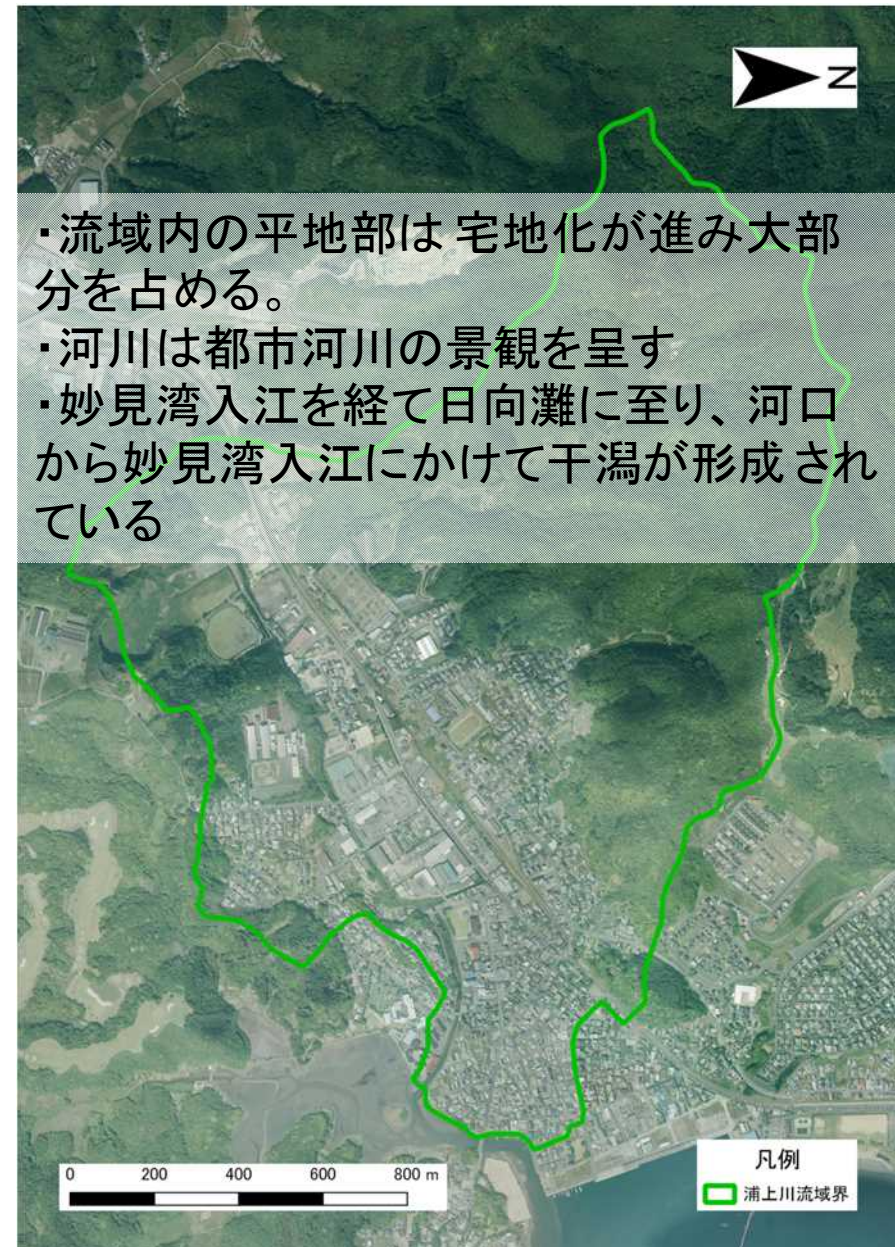 N
・流域内の平地部は宅地化が進み大部
分を占める。
・河川は都市河川の景観を呈す
・妙見湾入江を経て日向灘に至り、河口
から妙見湾入江にかけて干潟が形成され
ている
0 200 400 600 800 m
凡例
浦上川流域界